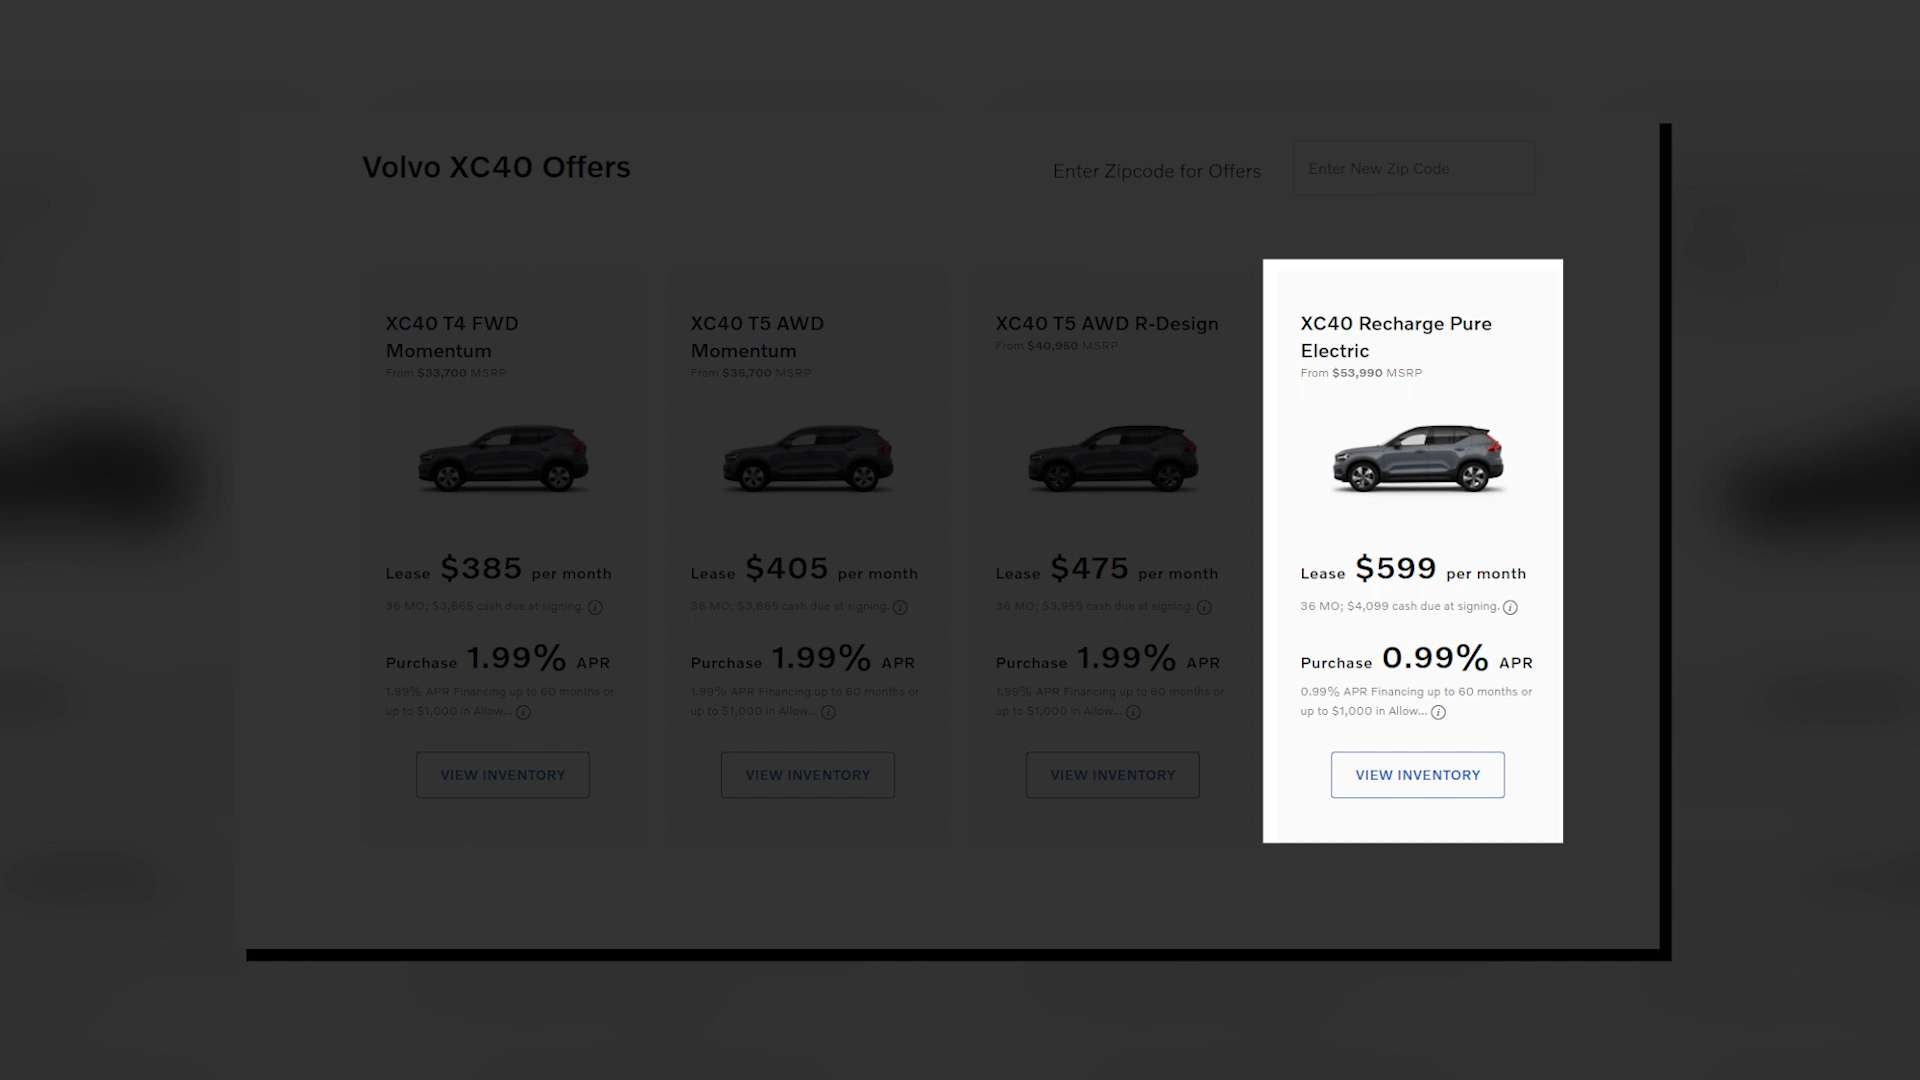 Volvo XC40 Offers
Enter Zipcode for Offers
Enter New Zip Code
XC40 T4 FWD
Momentum
From $33,700 MSRP
Lease $385 per month
36 MO; $3,865 cash due at signing.
Purchase 1.99% APR
1.99% APR Financing up to 60 months or
up to $1,000 in Allow...
VIEW INVENTORY
XC40 T5 AWD
Momentum
From $35,700 MSRP
Lease $405 per month
36 MO; $3,885 cash due at signing.
Purchase 1.99% APR
1.99% APR Financing up to 60 months or
up to $1,000 in Allow...
VIEW INVENTORY
XC40 T5 AWD R-Design
From $40,950 MSRP
Lease $475 per month
36 MO; $3,955 cash due at signing.
Purchase 1.99% APR
1.99% APR Financing up to 60 months or
up to $1,000 in Allow...
VIEW INVENTORY
XC40 Recharge Pure
Electric
From $53,990 MSRP
Lease $599 per month
36 MO; $4,099 cash due at signing.
Purchase 0.99% APR
0.99% APR Financing up to 60 months or
up to $1,000 in Allow...
VIEW INVENTORY